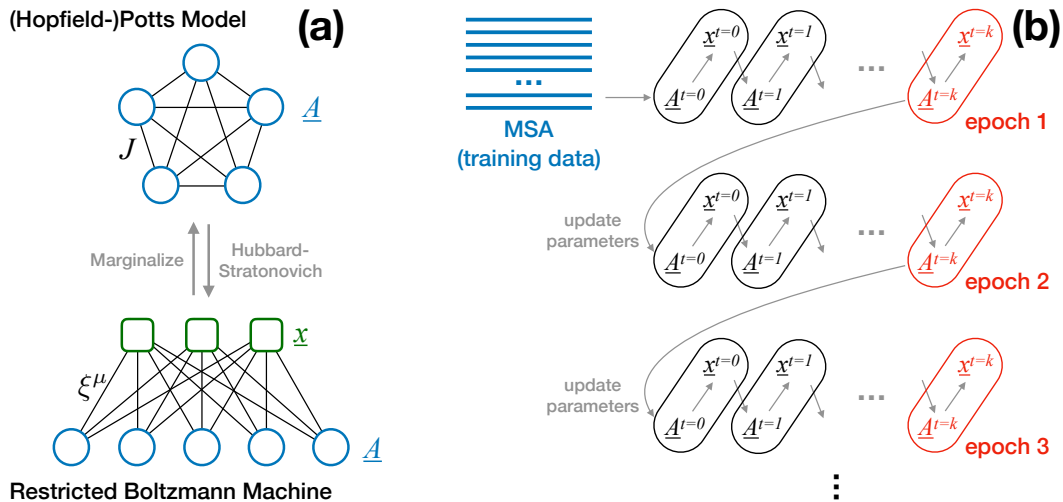 (Hopfield-)Potts Model
(a)
A
J
Marginalize
Hubbard-
Stratonovich
x
ξ^μ
A
Restricted Boltzmann Machine
(b)
...
MSA
(training data)
x^{t=0} x^{t=1} ... x^{t=k}
A^{t=0} A^{t=1} A^{t=k}
epoch 1
update
parameters
x^{t=0} x^{t=1} ... x^{t=k}
A^{t=0} A^{t=1} A^{t=k}
epoch 2
update
parameters
x^{t=0} x^{t=1} ... x^{t=k}
A^{t=0} A^{t=1} A^{t=k}
epoch 3
⋮